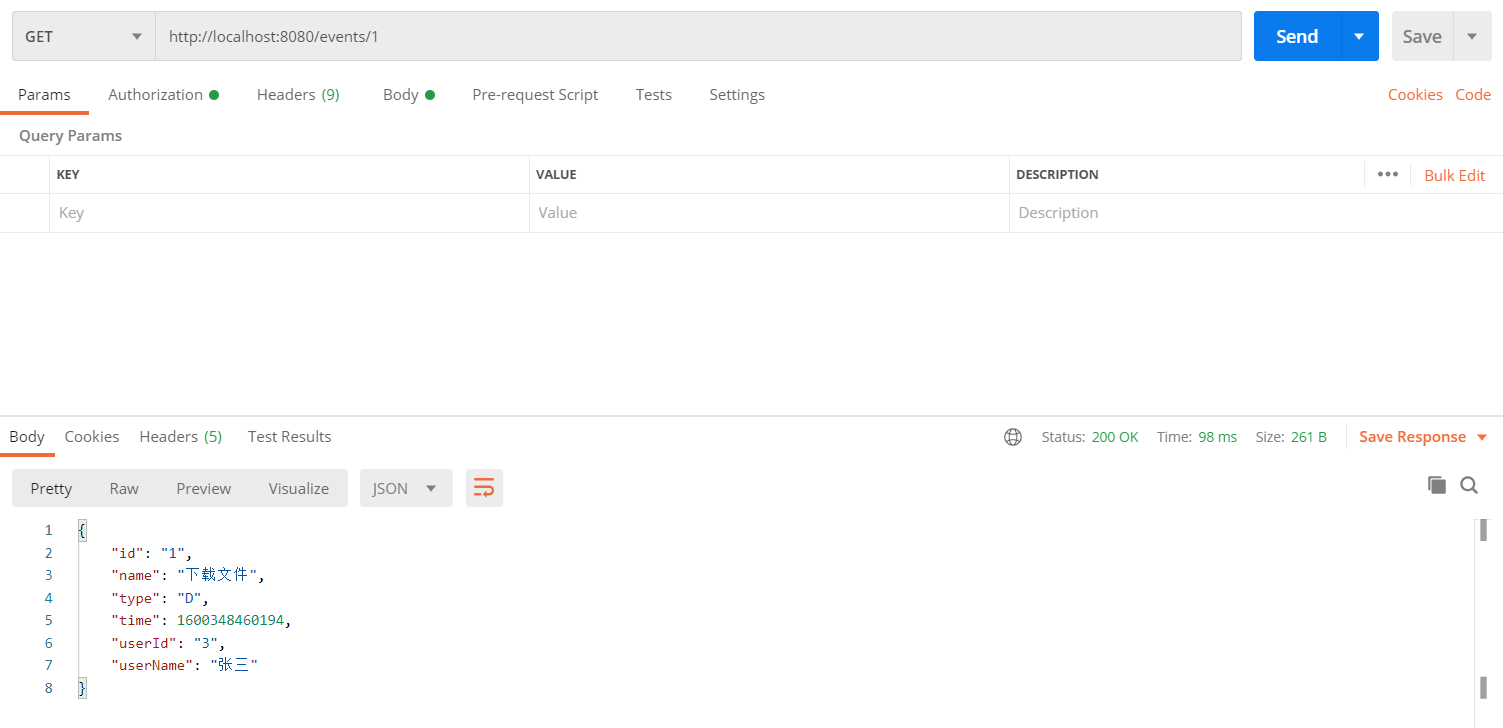 GET http://localhost:8080/events/1 Send Save
Params Authorization Headers (9) Body Pre-request Script Tests Settings Cookies Code
Query Params
KEY VALUE DESCRIPTION ••• Bulk Edit
Key Value Description
Body Cookies Headers (5) Test Results Status: 200 OK Time: 98 ms Size: 261 B Save Response
Pretty Raw Preview Visualize JSON
1 {
2 "id": "1",
3 "name": "下载文件",
4 "type": "D",
5 "time": 1600348460194,
6 "userId": "3",
7 "userName": "张三"
8 }